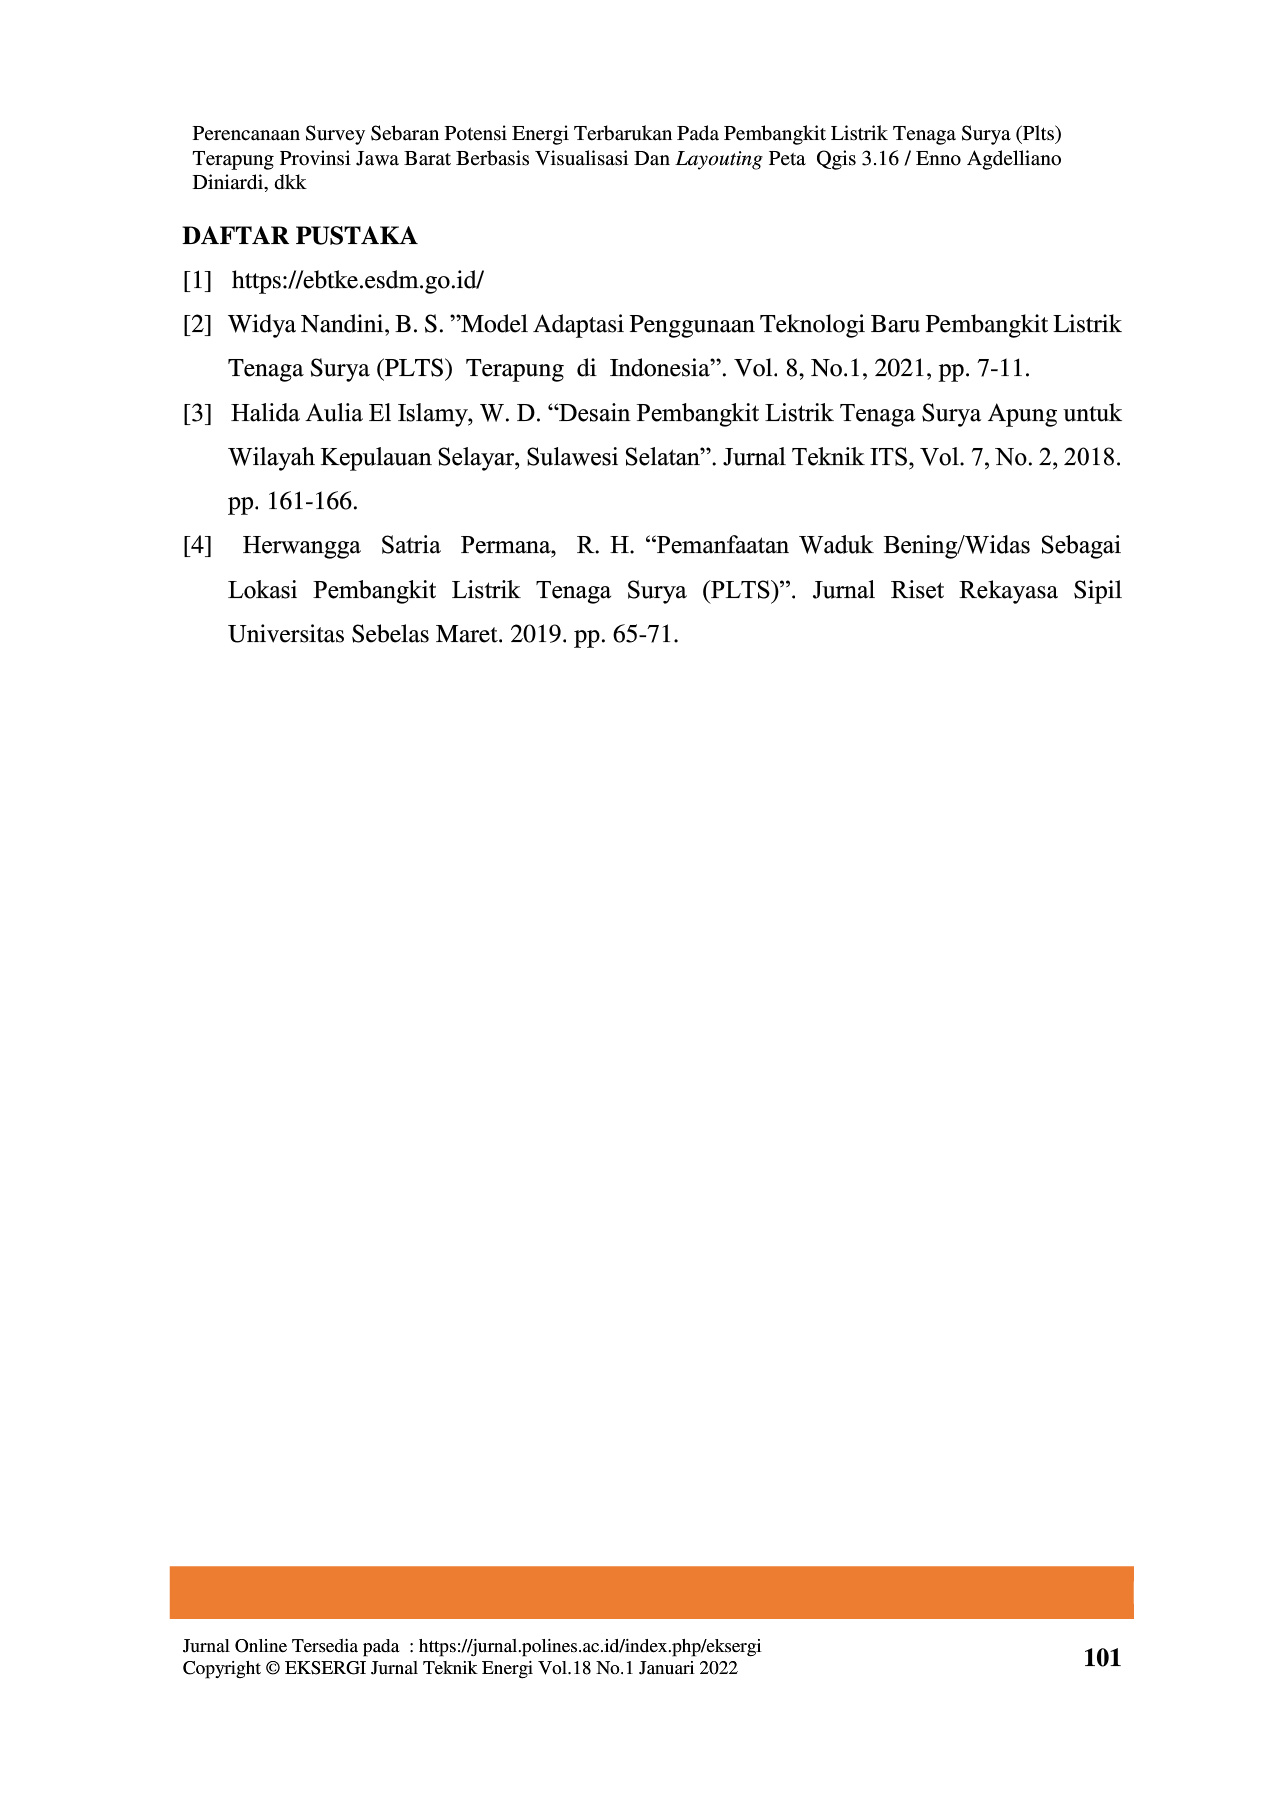 Perencanaan Survey Sebaran Potensi Energi Terbarukan Pada Pembangkit Listrik Tenaga Surya (Plts)
Terapung Provinsi Jawa Barat Berbasis Visualisasi Dan Layouting Peta  Qgis 3.16 / Enno Agdelliano
Diniardi, dkk
DAFTAR PUSTAKA
[1] https://ebtke.esdm.go.id/
[2] Widya Nandini, B. S. ”Model Adaptasi Penggunaan Teknologi Baru Pembangkit Listrik
Tenaga Surya (PLTS) Terapung di Indonesia”. Vol. 8, No.1, 2021, pp. 7-11.
[3] Halida Aulia El Islamy, W. D. “Desain Pembangkit Listrik Tenaga Surya Apung untuk
Wilayah Kepulauan Selayar, Sulawesi Selatan”. Jurnal Teknik ITS, Vol. 7, No. 2, 2018.
pp. 161-166.
[4] Herwangga Satria Permana, R. H. “Pemanfaatan Waduk Bening/Widas Sebagai
Lokasi Pembangkit Listrik Tenaga Surya (PLTS)”. Jurnal Riset Rekayasa Sipil
Universitas Sebelas Maret. 2019. pp. 65-71.
Jurnal Online Tersedia pada : https://jurnal.polines.ac.id/index.php/eksergi
Copyright © EKSERGI Jurnal Teknik Energi Vol.18 No.1 Januari 2022
101